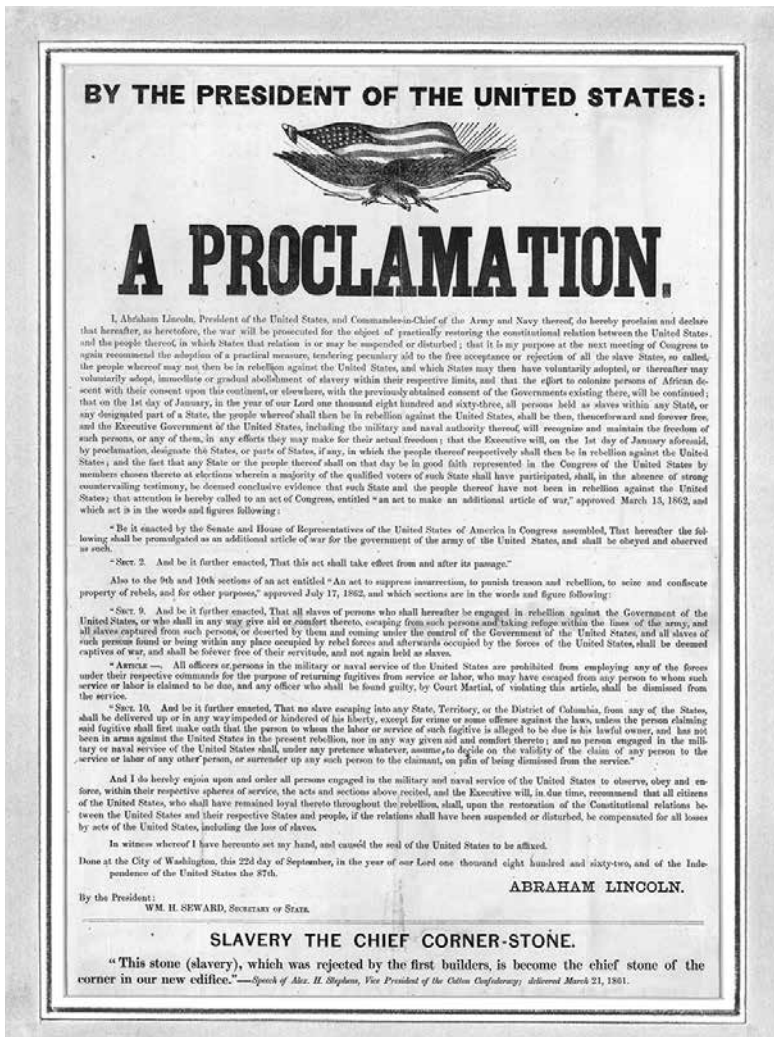 BY THE PRESIDENT OF THE UNITED STATES:
A PROCLAMATION.
I, Abraham Lincoln, President of the United States, and Commander-in-Chief of the Army and Navy thereof, do hereby proclaim and declare
that hereafter, as heretofore, the war will be prosecuted for the object of practically restoring the constitutional relation between the United States,
and the people thereof, in which States that relation is or may be suspended or disturbed; that it is my purpose at the next meeting of Congress to
again recommend the adoption of a practical measure, tendering pecuniary aid to the free acceptance or rejection of all the slave States, so called,
the people whereof may not then be in rebellion against the United States, and which States may then have voluntarily adopted, or thereafter may
voluntarily adopt, immediate or gradual abolishment of slavery within their respective limits, and that the effort to colonize persons of African de-
scent with their consent upon this continent, or elsewhere, with the previously obtained consent of the Governments existing there, will be continued;
that on the 1st day of January, in the year of our Lord one thousand eight hundred and sixty-three, all persons held as slaves within any State, or
any designated part of a State, the people whereof shall then be in rebellion against the United States, shall be then, thenceforward and forever free,
and the Executive Government of the United States, including the military and naval authority thereof, will recognize and maintain the freedom of
such persons, or any of them, in any efforts they may make for their actual freedom; that the Executive will, on the 1st day of January aforesaid,
by proclamation, designate the States, or parts of States, if any, in which the people thereof respectively shall then be in rebellion against the United
States; and the fact that any State or the people thereof shall on that day be in good faith represented in the Congress of the United States by
members chosen thereto at elections wherein a majority of the qualified voters of such State shall have participated, shall, in the absence of strong
countervailing testimony, be deemed conclusive evidence that such State and the people thereof have not been in rebellion against the United
States; that attention is hereby called to an act of Congress, entitled "an act to make an additional article of war," approved March 13, 1862, and
which act is in the words and figures following:
"Be it enacted by the Senate and House of Representatives of the United States of America in Congress assembled, That hereafter the fol-
lowing shall be promulgated as an additional article of war for the government of the army of the United States, and shall be obeyed and observed
as such.
"SECT. 2. And be it further enacted, That this act shall take effect from and after its passage."
Also to the 9th and 10th sections of an act entitled "An act to suppress insurrection, to punish treason and rebellion, to seize and confiscate
property of rebels, and for other purposes," approved July 17, 1862, and which sections are in the words and figure following:
"SECT. 9. And be it further enacted, That all slaves of persons who shall hereafter be engaged in rebellion against the Government of the
United States, or who shall in any way give aid or comfort thereto, escaping from such persons and taking refuge within the lines of the army, and
all slaves captured from such persons, or deserted by them and coming under the control of the Government of the United States, and all slaves of
such persons found or being within any place occupied by rebel forces and afterwards occupied by the forces of the United States, shall be deemed
captives of war, and shall be forever free of their servitude, and not again held as slaves.
"ARTICLE —. All officers or persons in the military or naval service of the United States are prohibited from employing any of the forces
under their respective commands for the purpose of returning fugitives from service or labor, who may have escaped from any person to whom such
service or labor is claimed to be due, and any officer who shall be found guilty, by Court Martial, of violating this article, shall be dismissed from
the service.
"SECT. 10. And be it further enacted, That no slave escaping into any State, Territory, or the District of Columbia, from any of the States,
shall be delivered up or in any way impeded or hindered of his liberty, except for crime or some offence against the laws, unless the person claiming
said fugitive shall first make oath that the person to whom the labor or service of such fugitive is alleged to be due is his lawful owner, and has not
been in arms against the United States in the present rebellion, nor in any way given aid and comfort thereto; and no person engaged in the mili-
tary or naval service of the United States shall, under any pretence whatever, assume to decide on the validity of the claim of any person to the
service or labor of any other person, or surrender up any such person to the claimant, on pain of being dismissed from the service."
And I do hereby enjoin upon and order all persons engaged in the military and naval service of the United States to observe, obey and en-
force, within their respective spheres of service, the acts and sections above recited, and the Executive will, in due time, recommend that all citizens
of the United States, who shall have remained loyal thereto throughout the rebellion, shall, upon the restoration of the Constitutional relations be-
tween the United States and their respective States and people, if the relations shall have been suspended or disturbed, be compensated for all losses
by acts of the United States, including the loss of slaves.
In witness whereof I have hereunto set my hand, and caused the seal of the United States to be affixed.
Done at the City of Washington, this 22d day of September, in the year of our Lord one thousand eight hundred and sixty-two, and of the Inde-
pendence of the United States the 87th.
ABRAHAM LINCOLN.
By the President:
WM. H. SEWARD, SECRETARY OF STATE.
SLAVERY THE CHIEF CORNER-STONE.
"This stone (slavery), which was rejected by the first builders, is become the chief stone of the
corner in our new edifice."—Speech of Alex. H. Stephens, Vice President of the Cotton Confederacy; delivered March 21, 1861.